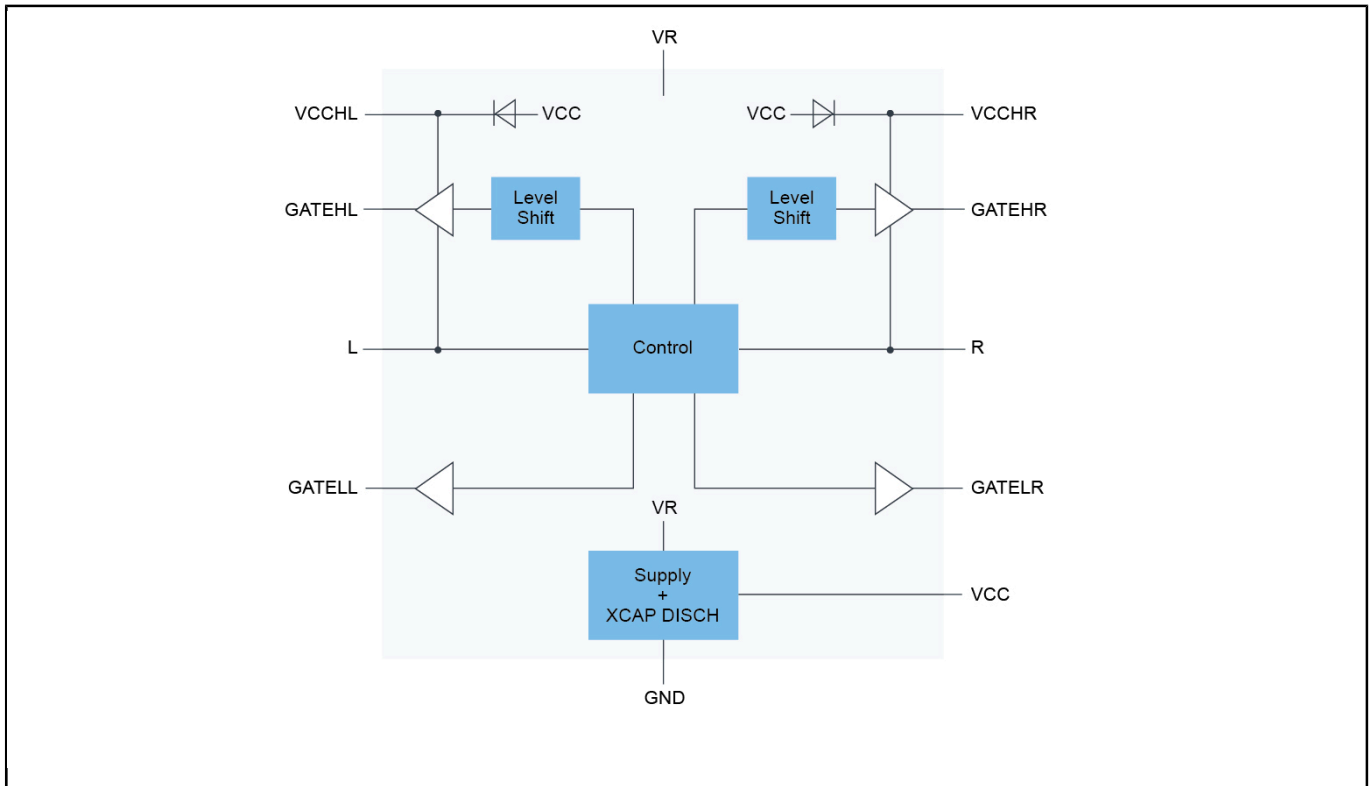 VR
VCCHL
VCC
VCC
VCCHR
GATEHL
Level
Shift
Level
Shift
GATEHR
L
Control
R
GATELL
GATELR
VR
Supply
+
XCAP DISCH
VCC
GND